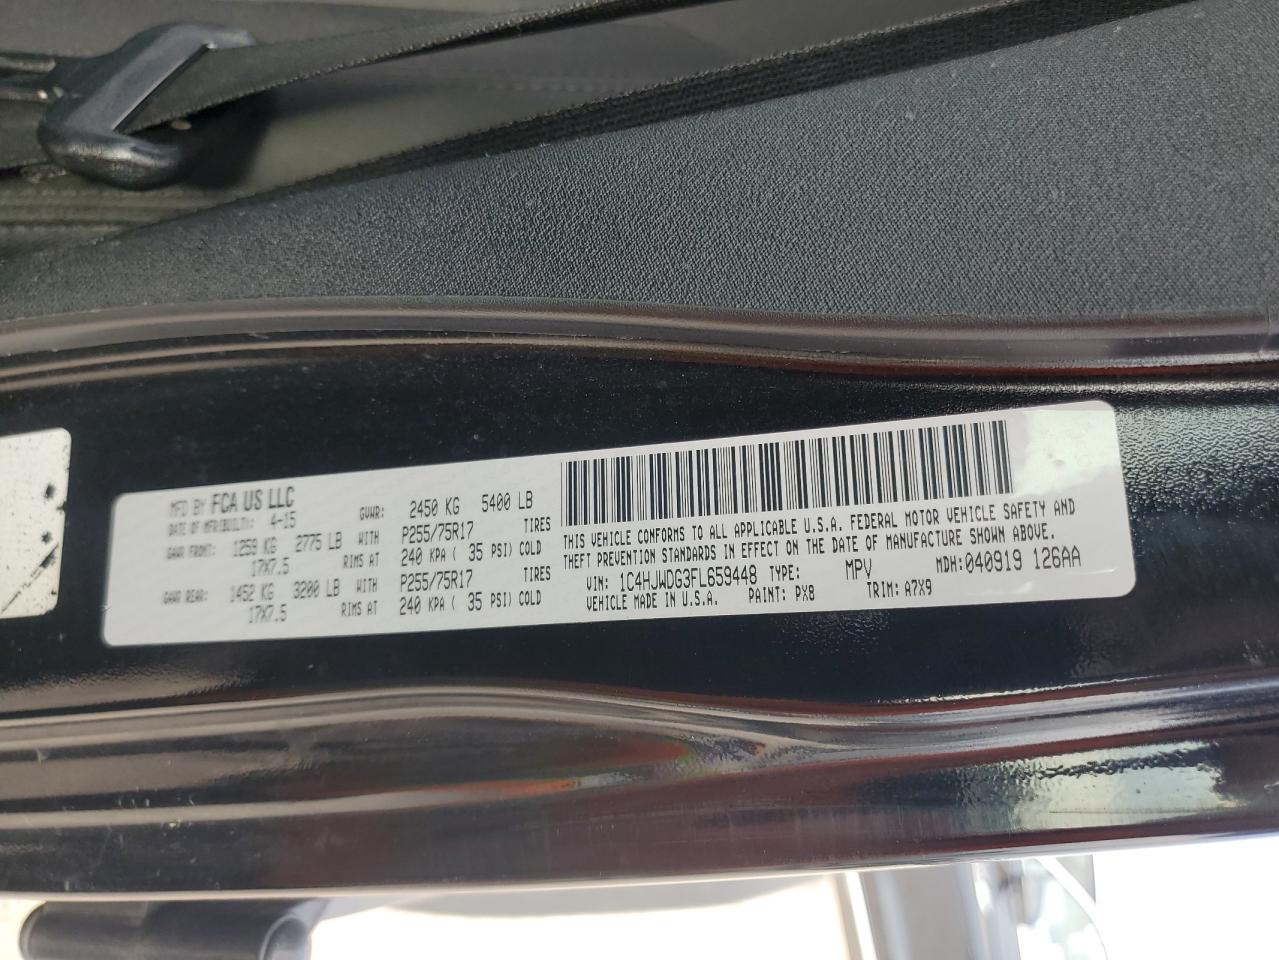 MFD BY FCA US LLC
DATE OF MFR(BUILT): 4-15 GVWR: 2450 KG 5400 LB
GAWR FRONT: 1259 KG 2775 LB WITH P255/75R17 TIRES
17X7.5 RIMS AT 240 KPA ( 35 PSI) COLD
GAWR REAR: 1452 KG 3200 LB WITH P255/75R17 TIRES
17X7.5 RIMS AT 240 KPA ( 35 PSI) COLD
THIS VEHICLE CONFORMS TO ALL APPLICABLE U.S.A. FEDERAL MOTOR VEHICLE SAFETY AND
THEFT PREVENTION STANDARDS IN EFFECT ON THE DATE OF MANUFACTURE SHOWN ABOVE.
VIN: 1C4HJWDG3FL659448 TYPE: MPV MDH: 040919 126AA
VEHICLE MADE IN U.S.A. PAINT: PX8 TRIM: A7X9